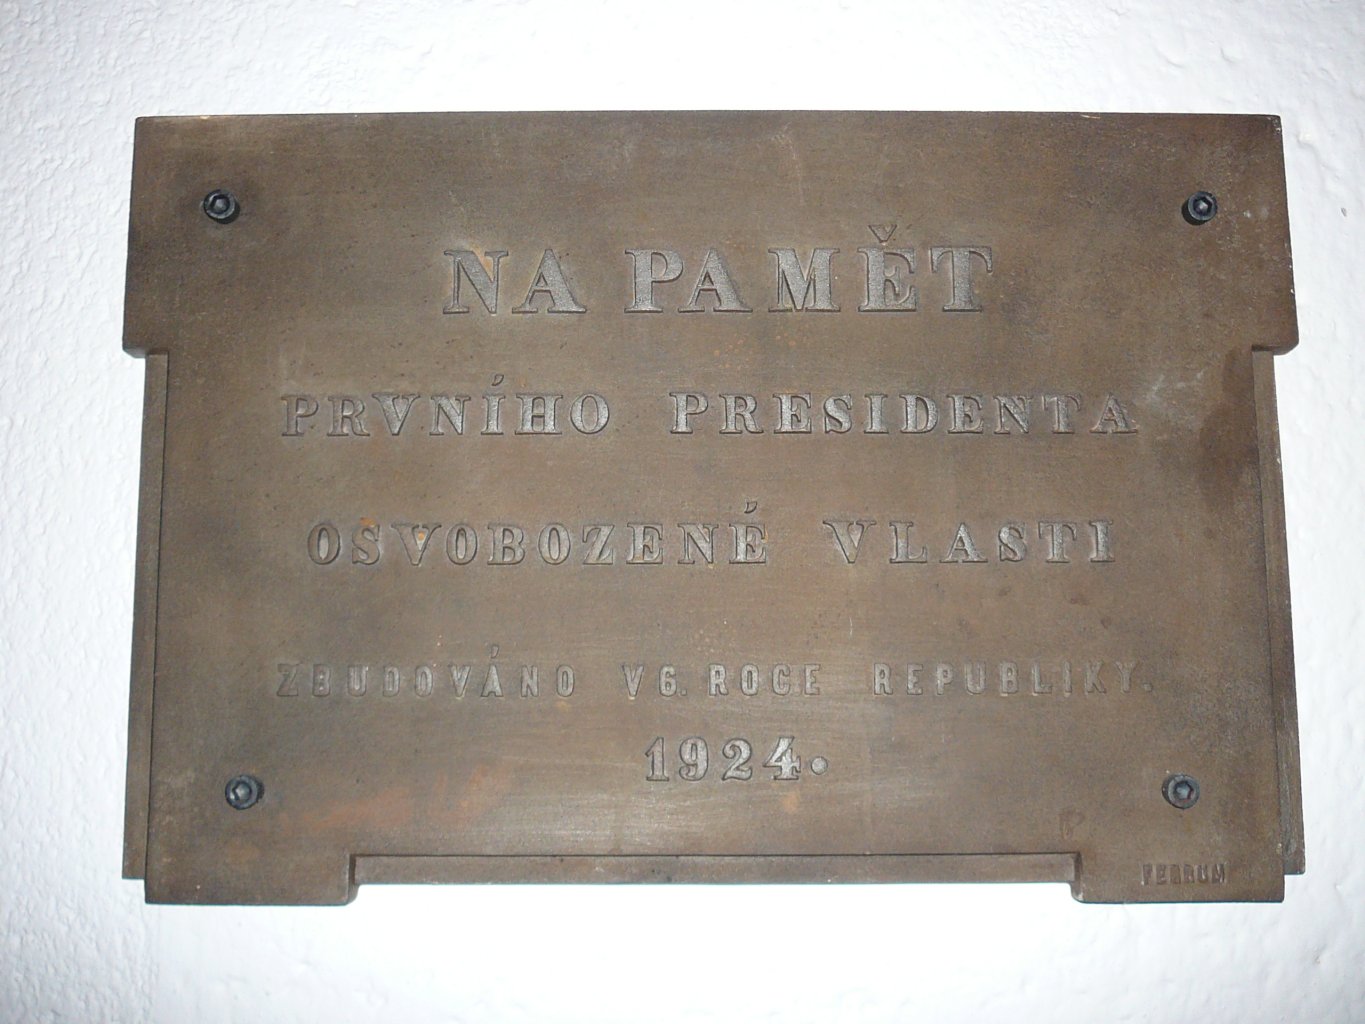 NA PAMĚT
PRVNÍHO PRESIDENTA
OSVOBOZENÉ VLASTI
ZBUDOVÁNO V 6. ROCE REPUBLIKY.
1924.
FERRUM